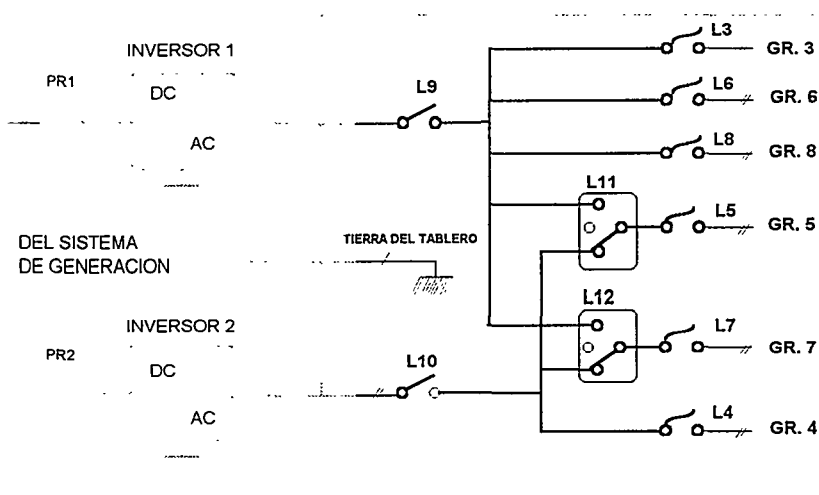 L3
GR. 3
INVERSOR 1
PR1
DC
L9
L6
GR. 6
AC
L8
GR. 8
L11
L5
GR. 5
DEL SISTEMA
DE GENERACION
TIERRA DEL TABLERO
L12
INVERSOR 2
L7
GR. 7
PR2
DC
L10
AC
L4
GR. 4